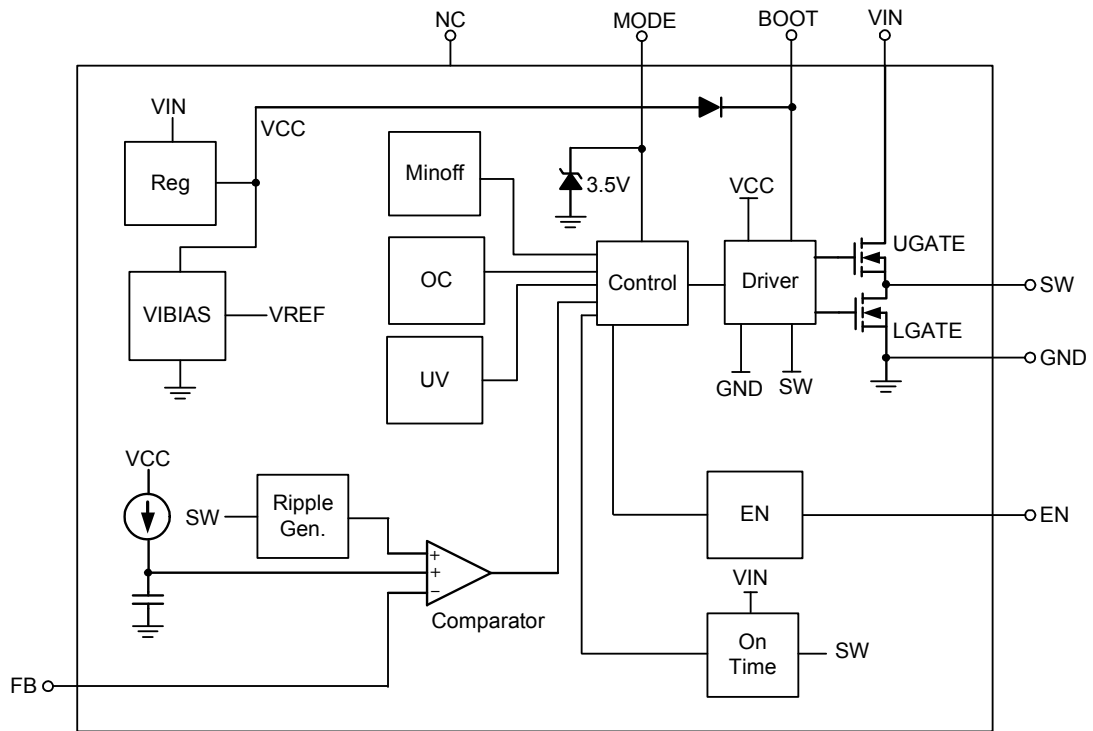 NC
MODE
BOOT
VIN
VIN
VCC
Reg
Minoff
3.5V
VCC
UGATE
OC
Control
Driver
SW
VIBIAS
VREF
LGATE
UV
GND
SW
GND
VCC
SW
Ripple
Gen.
EN
EN
+
+
−
Comparator
VIN
On
Time
SW
FB